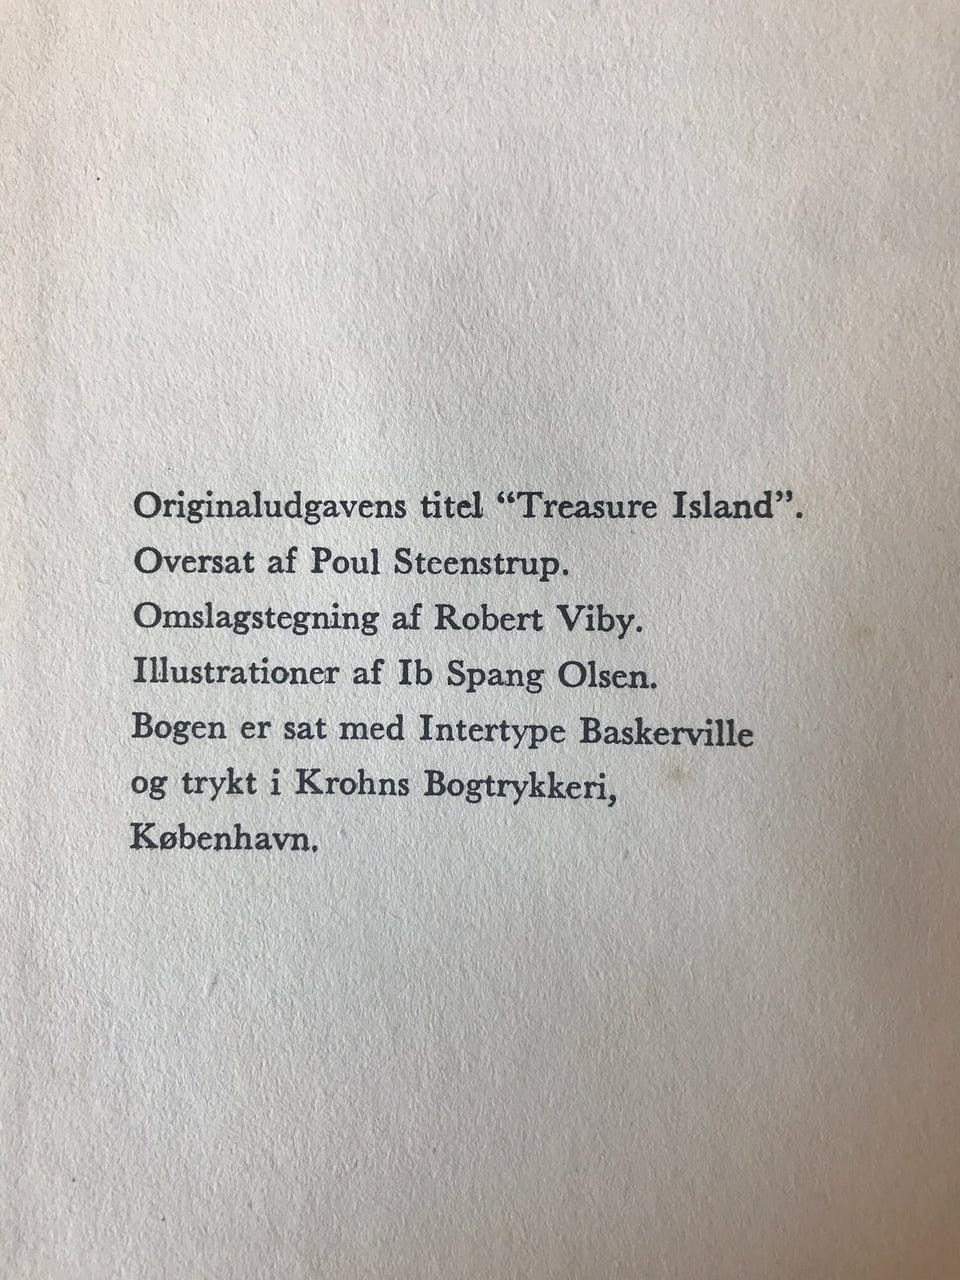 Originaludgavens titel “Treasure Island”.
Oversat af Poul Steenstrup.
Omslagstegning af Robert Viby.
Illustrationer af Ib Spang Olsen.
Bogen er sat med Intertype Baskerville
og trykt i Krohns Bogtrykkeri,
København.